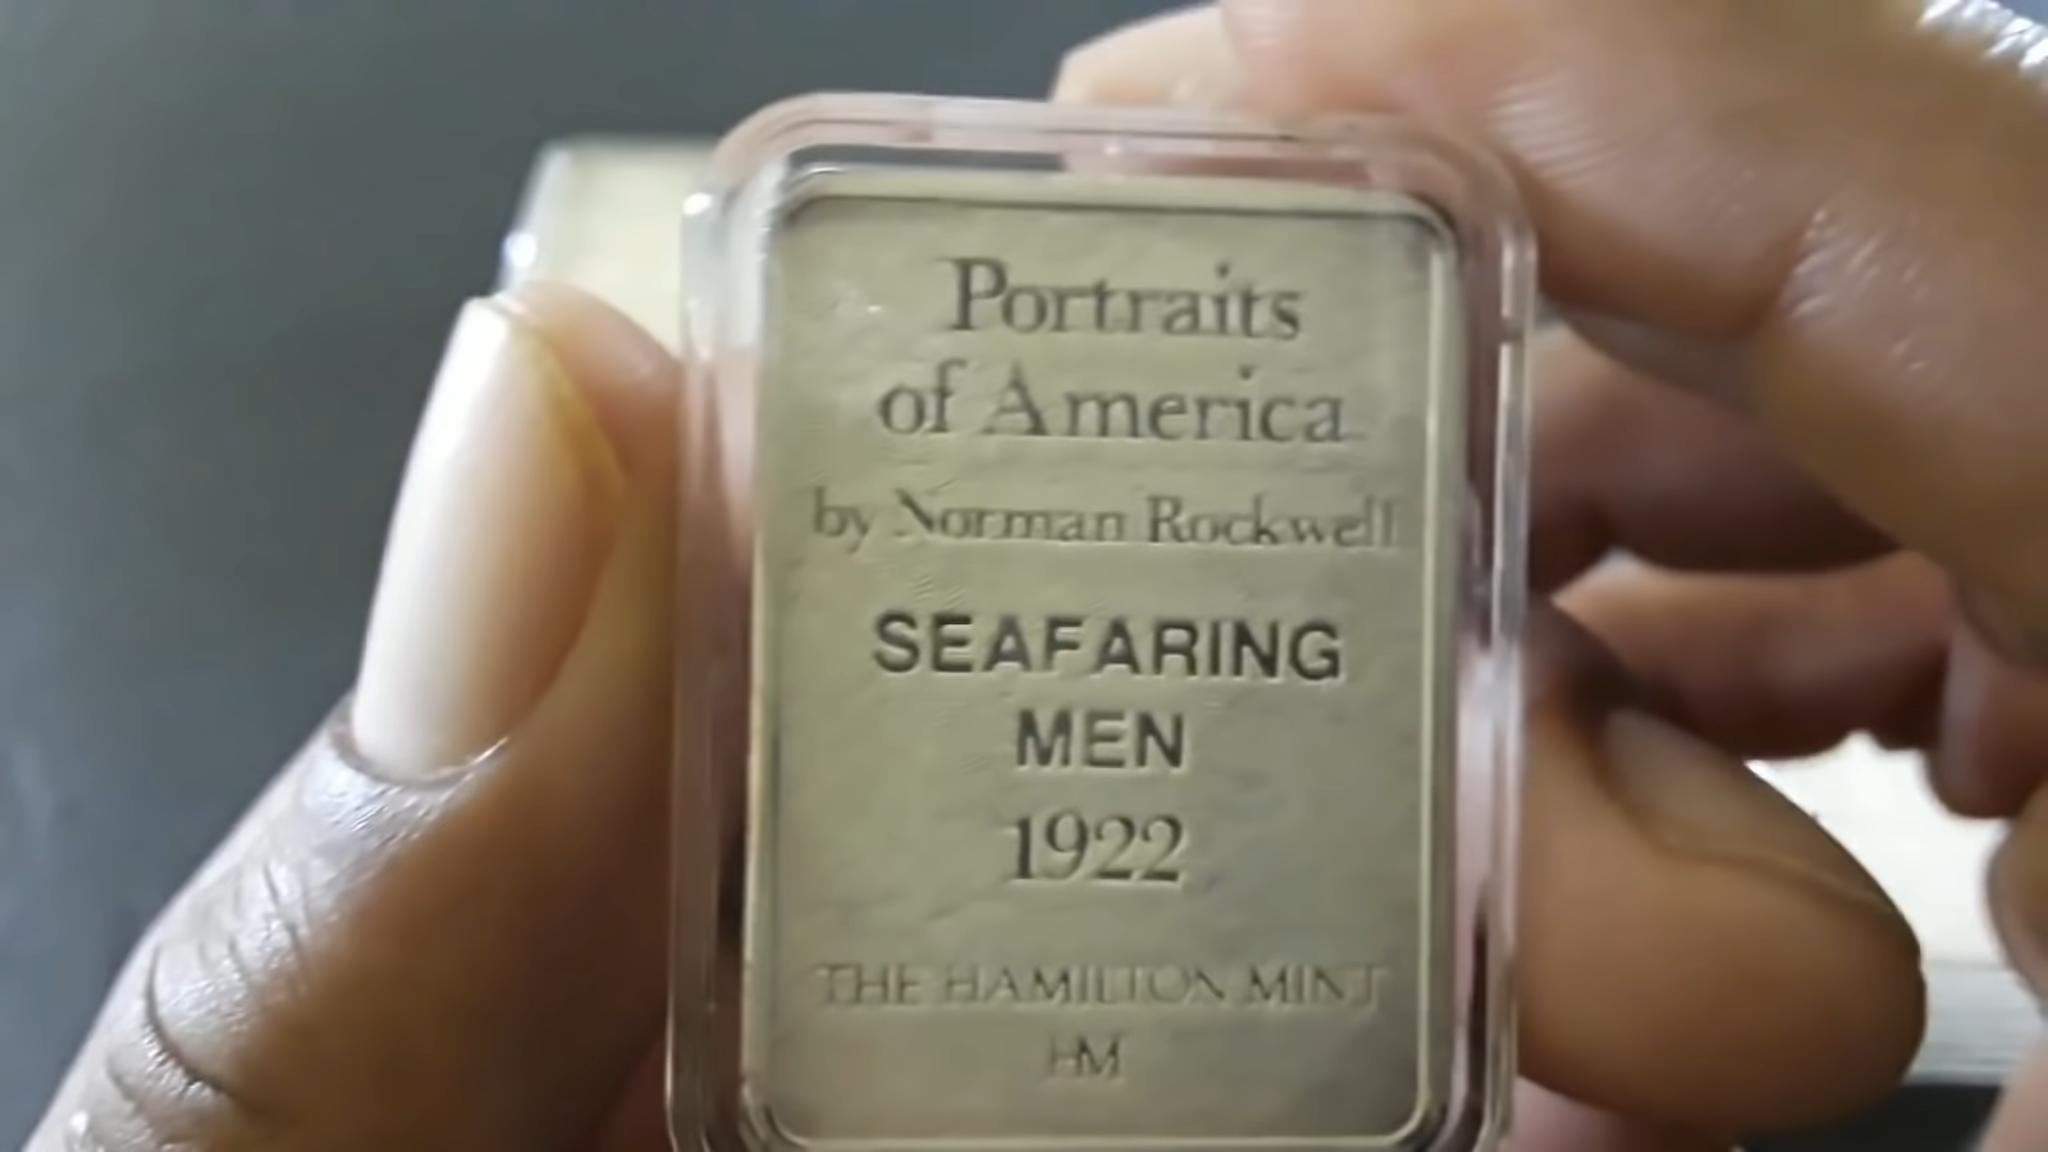 Portraits
of America
by Norman Rockwell
SEAFARING
MEN
1922
THE HAMILTON MINT
HM